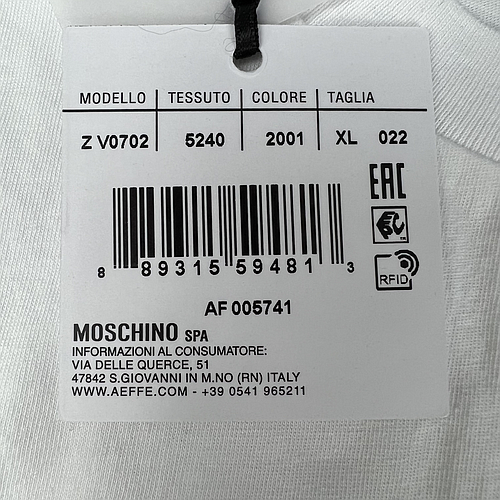 MODELLO TESSUTO COLORE TAGLIA
Z V0702 5240 2001 XL 022
EAC
8 89315 59481 3
RFID
AF 005741
MOSCHINO SPA
INFORMAZIONI AL CONSUMATORE:
VIA DELLE QUERCE, 51
47842 S.GIOVANNI IN M.NO (RN) ITALY
WWW.AEFFE.COM - +39 0541 965211